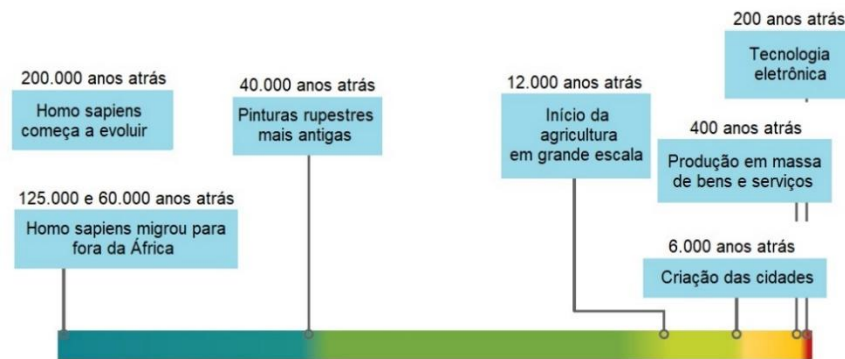 200.000 anos atrás
Homo sapiens
começa a evoluir
125.000 e 60.000 anos atrás
Homo sapiens migrou para
fora da África
40.000 anos atrás
Pinturas rupestres
mais antigas
12.000 anos atrás
Início da
agricultura
em grande escala
200 anos atrás
Tecnologia
eletrônica
400 anos atrás
Produção em massa
de bens e serviços
6.000 anos atrás
Criação das cidades